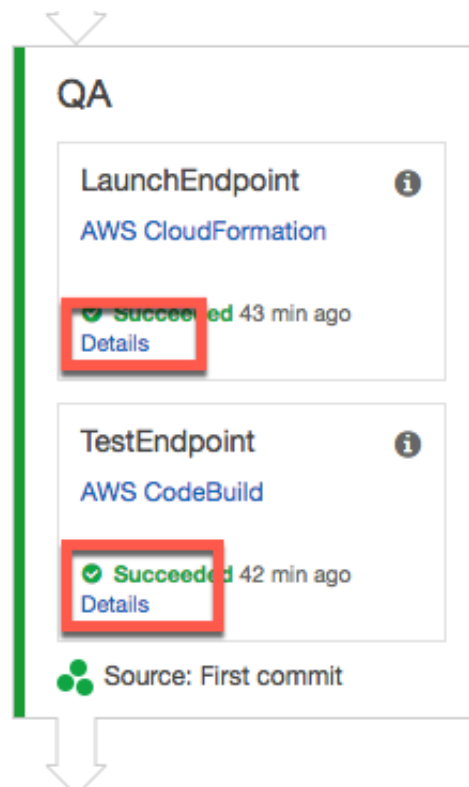 QA
LaunchEndpoint
AWS CloudFormation
Succeeded 43 min ago
Details
TestEndpoint
AWS CodeBuild
Succeeded 42 min ago
Details
Source: First commit